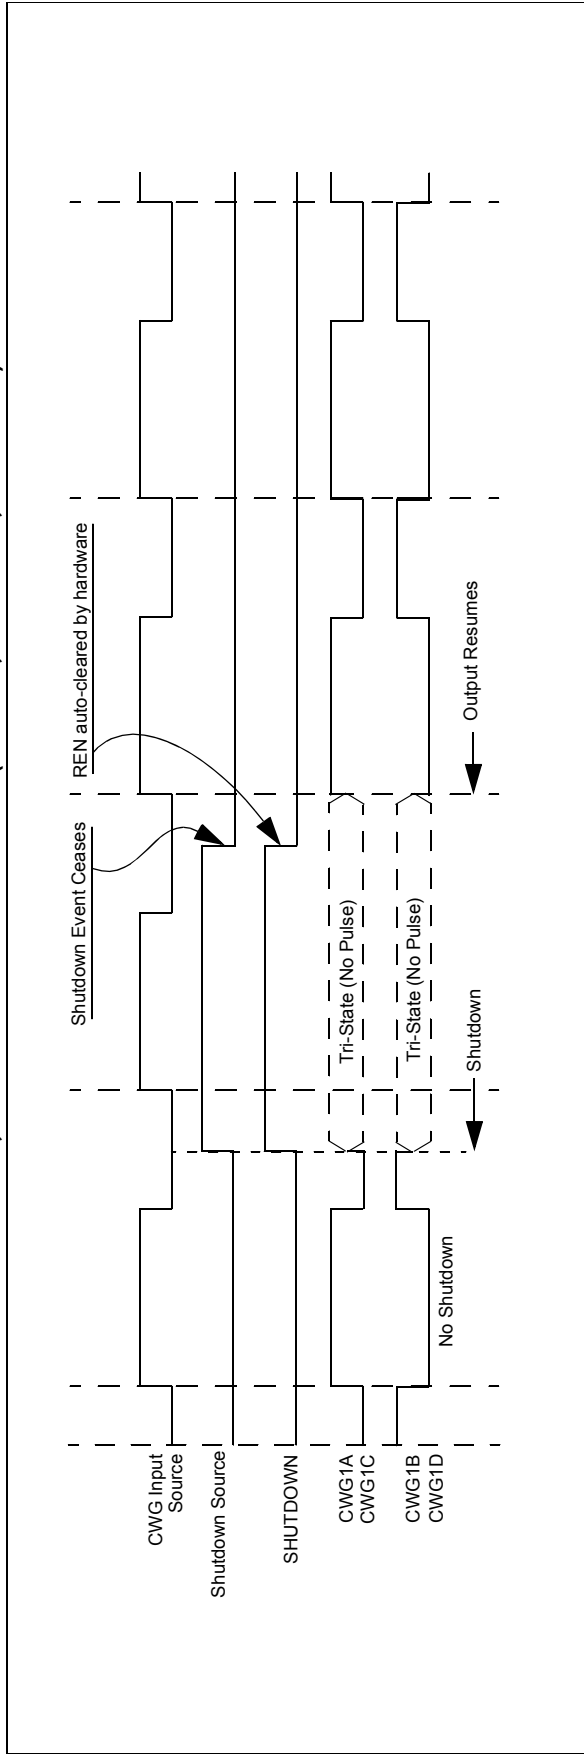 Shutdown Event Ceases
REN auto-cleared by hardware
CWG Input
Source
Shutdown Source
SHUTDOWN
CWG1A
CWG1C
Tri-State (No Pulse)
CWG1B
CWG1D
Tri-State (No Pulse)
No Shutdown
Shutdown
Output Resumes